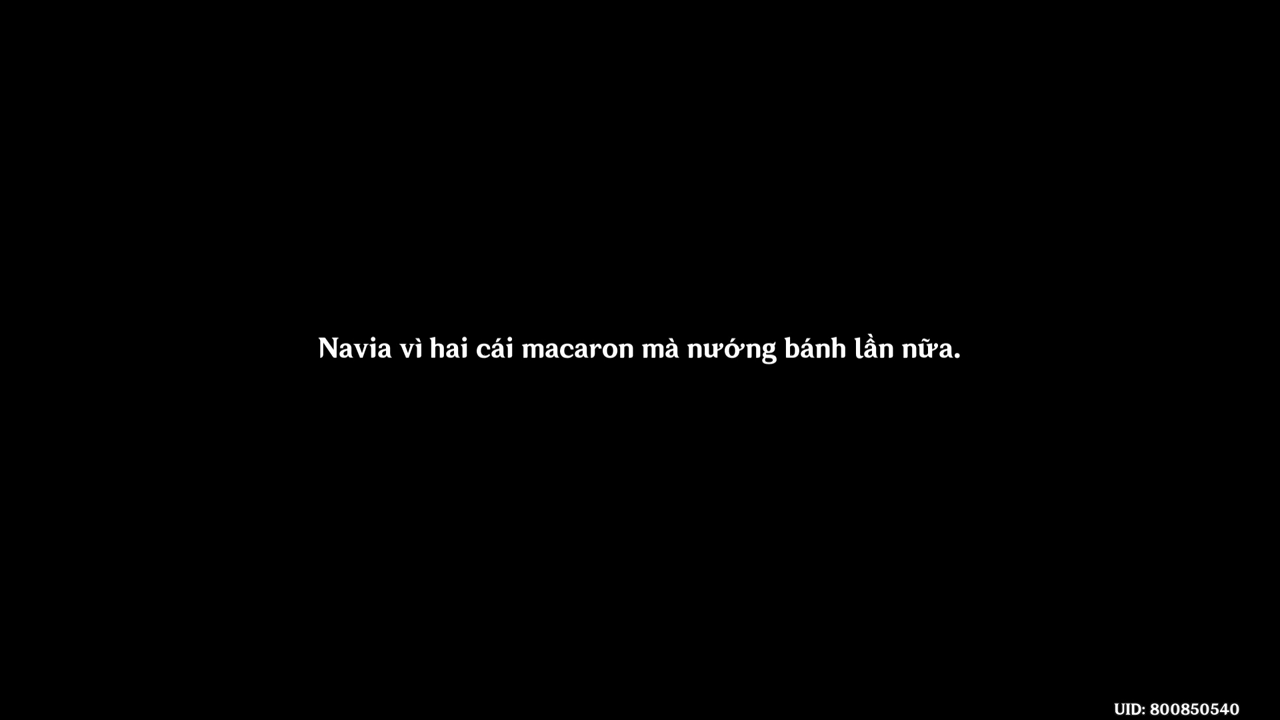 Navia vì hai cái macaron mà nướng bánh lần nữa.
UID: 800850540